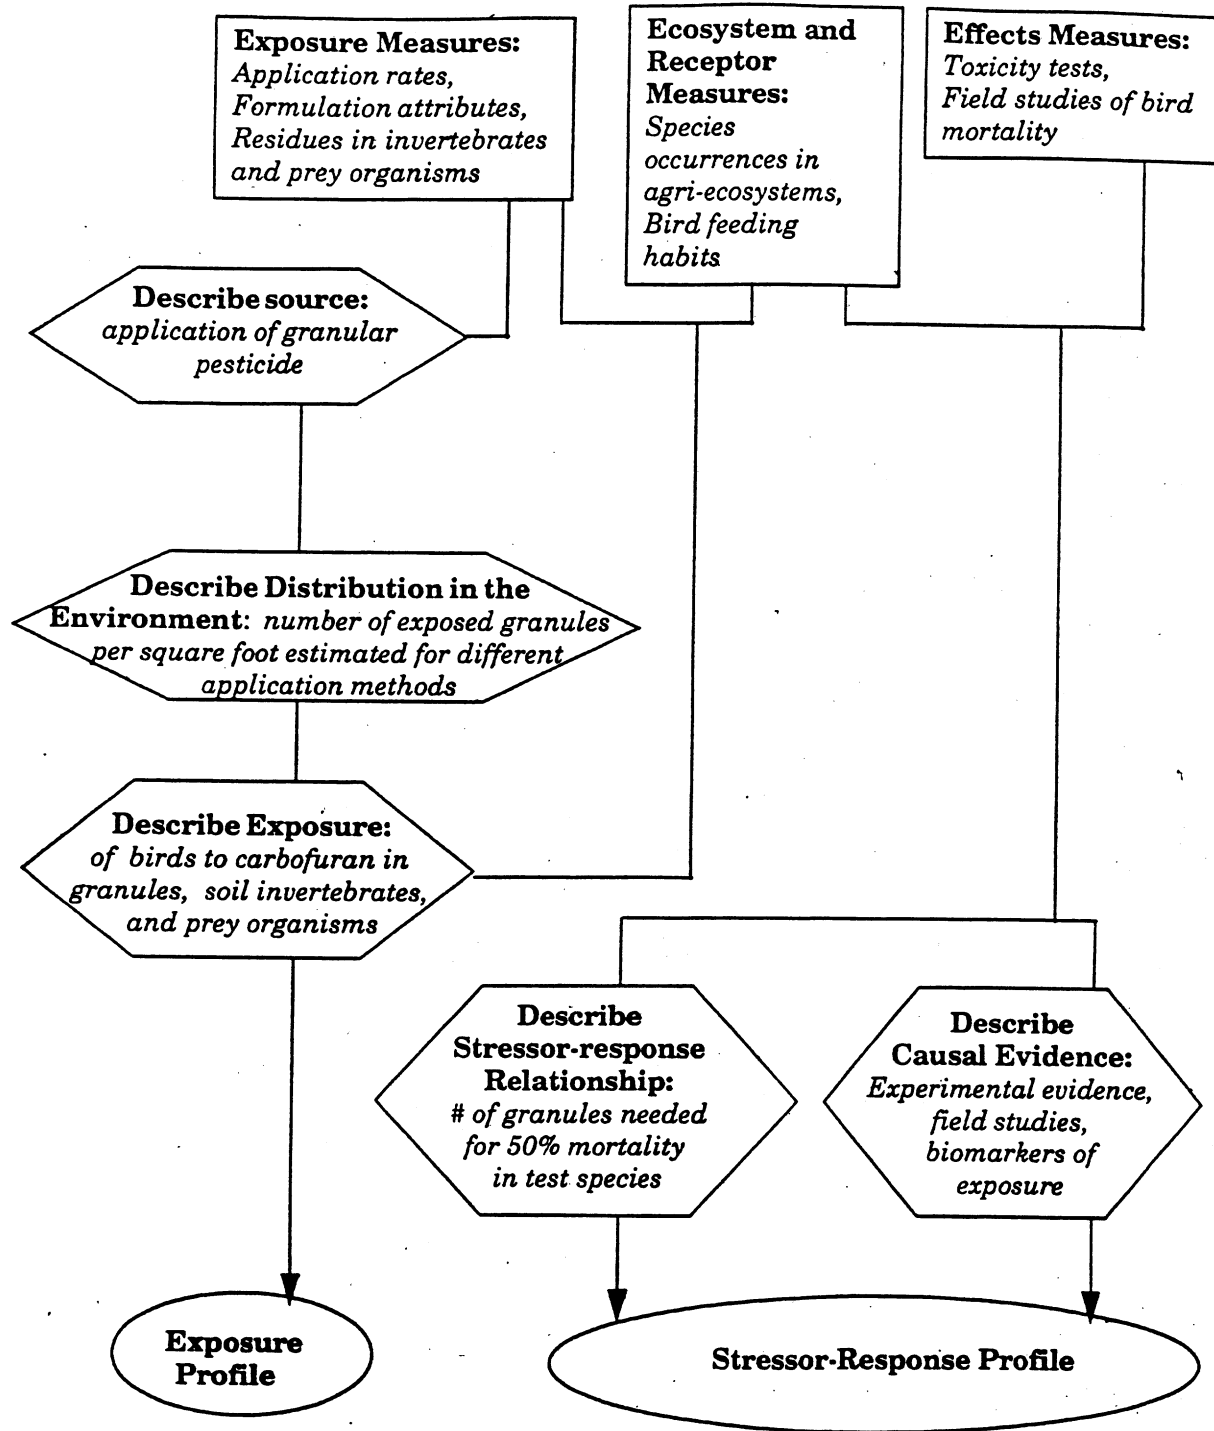 Exposure Measures:
Application rates,
Formulation attributes,
Residues in invertebrates
and prey organisms
Ecosystem and
Receptor
Measures:
Species
occurrences in
agri-ecosystems,
Bird feeding
habits
Effects Measures:
Toxicity tests,
Field studies of bird
mortality
Describe source:
application of granular
pesticide
Describe Distribution in the
Environment: number of exposed granules
per square foot estimated for different
application methods
Describe Exposure:
of birds to carbofuran in
granules, soil invertebrates,
and prey organisms
Describe
Stressor-response
Relationship:
# of granules needed
for 50% mortality
in test species
Describe
Causal Evidence:
Experimental evidence,
field studies,
biomarkers of
exposure
Exposure
Profile
Stressor-Response Profile